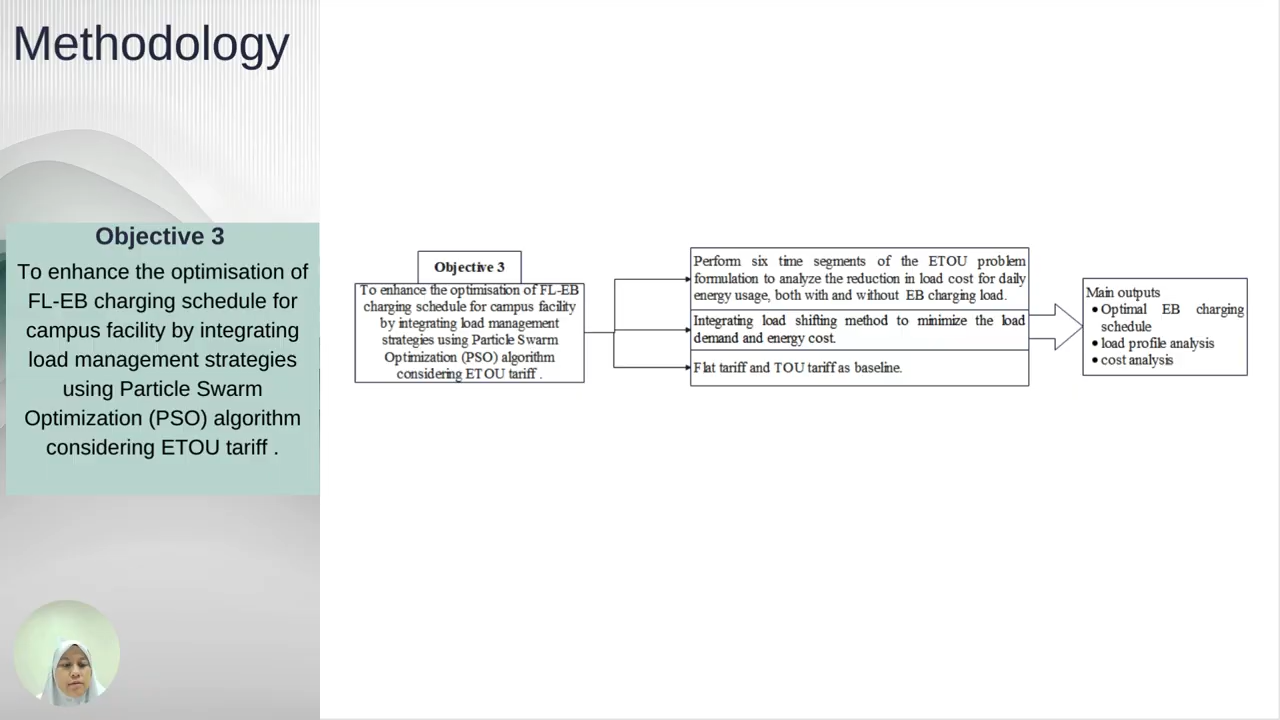 Methodology
Objective 3
To enhance the optimisation of
FL-EB charging schedule for
campus facility by integrating
load management strategies
using Particle Swarm
Optimization (PSO) algorithm
considering ETOU tariff .
Objective 3
To enhance the optimisation of FL-EB
charging schedule for campus facility
by integrating load management
strategies using Particle Swarm
Optimization (PSO) algorithm
considering ETOU tariff .
Perform six time segments of the ETOU problem
formulation to analyze the reduction in load cost for daily
energy usage, both with and without EB charging load.
Integrating load shifting method to minimize the load
demand and energy cost.
Flat tariff and TOU tariff as baseline.
Main outputs
• Optimal EB charging
schedule
• load profile analysis
• cost analysis